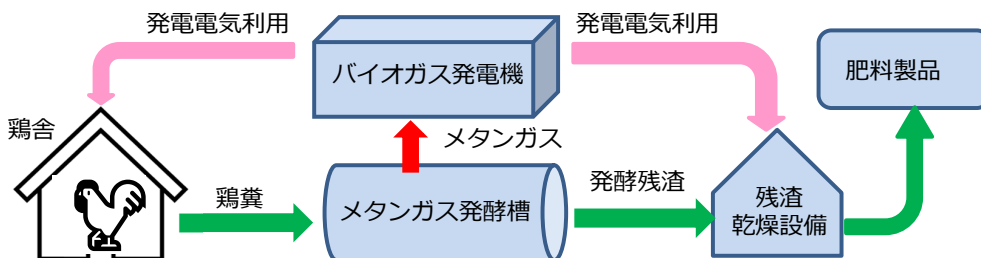 発電電気利用
発電電気利用
バイオガス発電機
肥料製品
鶏舎
メタンガス
鶏糞
メタンガス発酵槽
発酵残渣
残渣
乾燥設備